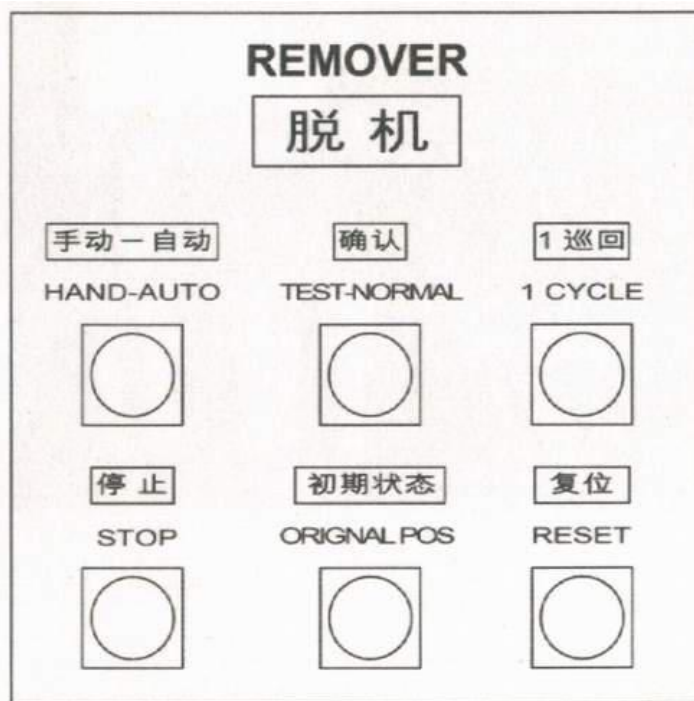 REMOVER
脱机
手动－自动 确认 1巡回
HAND-AUTO TEST-NORMAL 1 CYCLE
停止 初期状态 复位
STOP ORIGNAL POS RESET